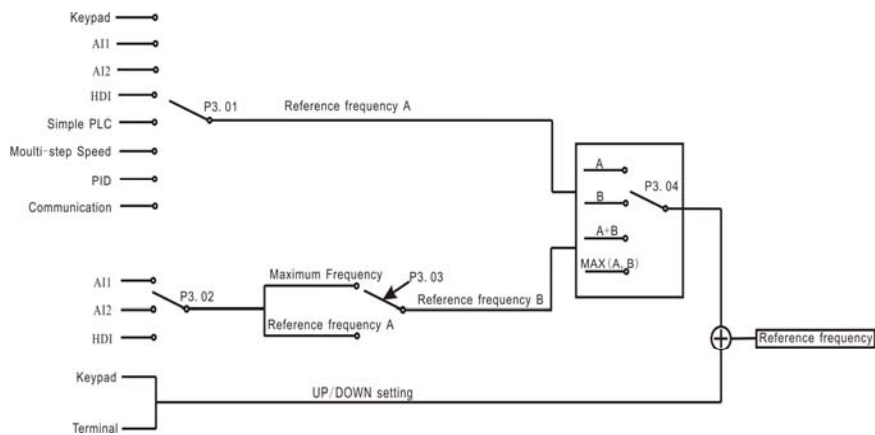 Keypad
AI1
AI2
HDI
P3. 01
Reference frequency A
Simple PLC
Moulti-step Speed
PID
Communication
A
B
P3. 04
A+B
MAX(A, B)
AI1
AI2
HDI
P3. 02
Maximum Frequency
P3. 03
Reference frequency B
Reference frequency A
Reference frequency
Keypad
UP/DOWN setting
Terminal